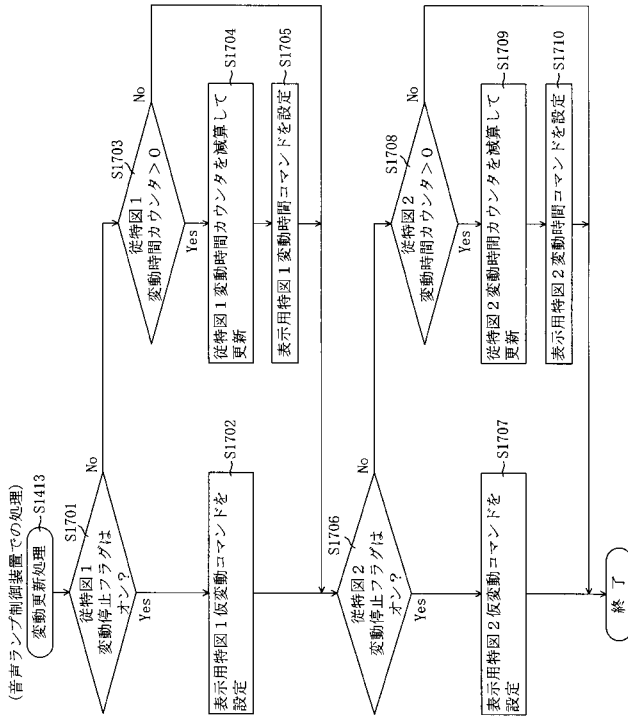 (音声ランプ制御装置での処理)
変動更新処理
S1413
S1701
従特図1
変動停止フラグは
オン?
No
Yes
S1702
表示用特図1仮変動コマンドを
設定
S1703
従特図1
変動時間カウンタ>0
No
Yes
S1704
従特図1変動時間カウンタを減算して
更新
S1705
表示用特図1変動時間コマンドを設定
S1706
従特図2
変動停止フラグは
オン?
No
Yes
S1707
表示用特図2仮変動コマンドを
設定
S1708
従特図2
変動時間カウンタ>0
No
Yes
S1709
従特図2変動時間カウンタを減算して
更新
S1710
表示用特図2変動時間コマンドを設定
終了